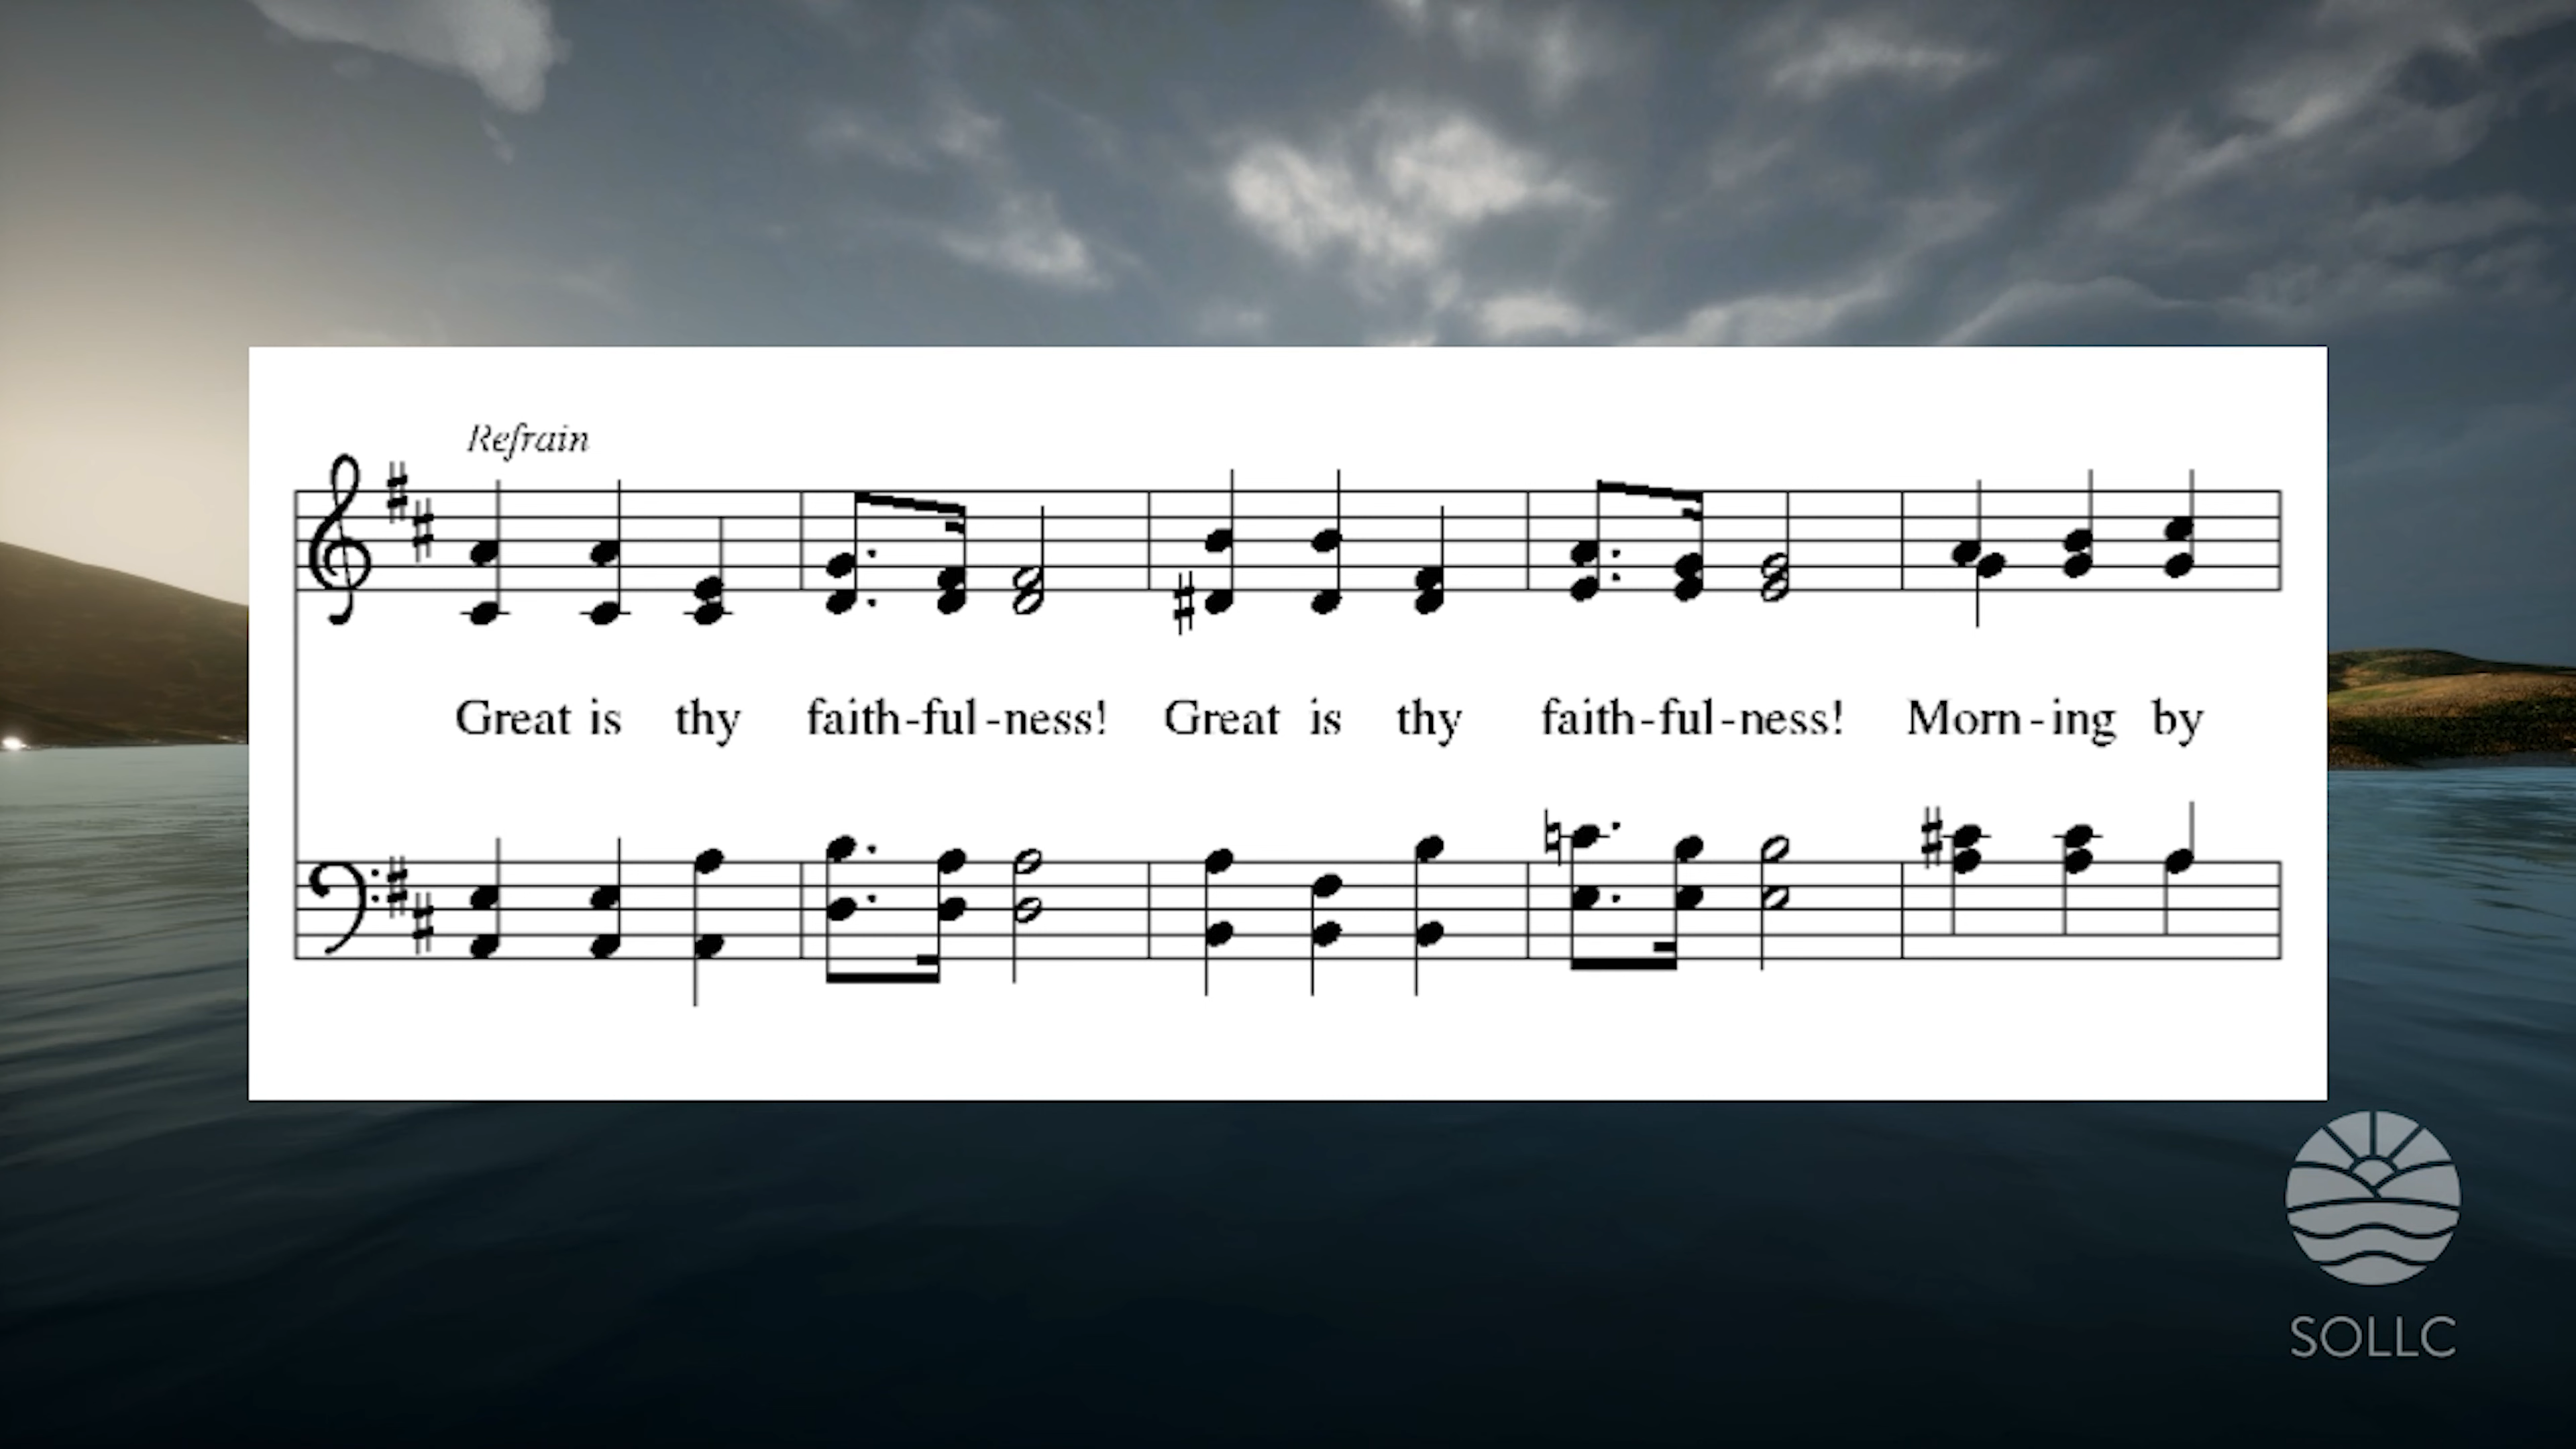 Refrain
Great is thy faith-ful-ness! Great is thy faith-ful-ness! Morn-ing by
SOLLC